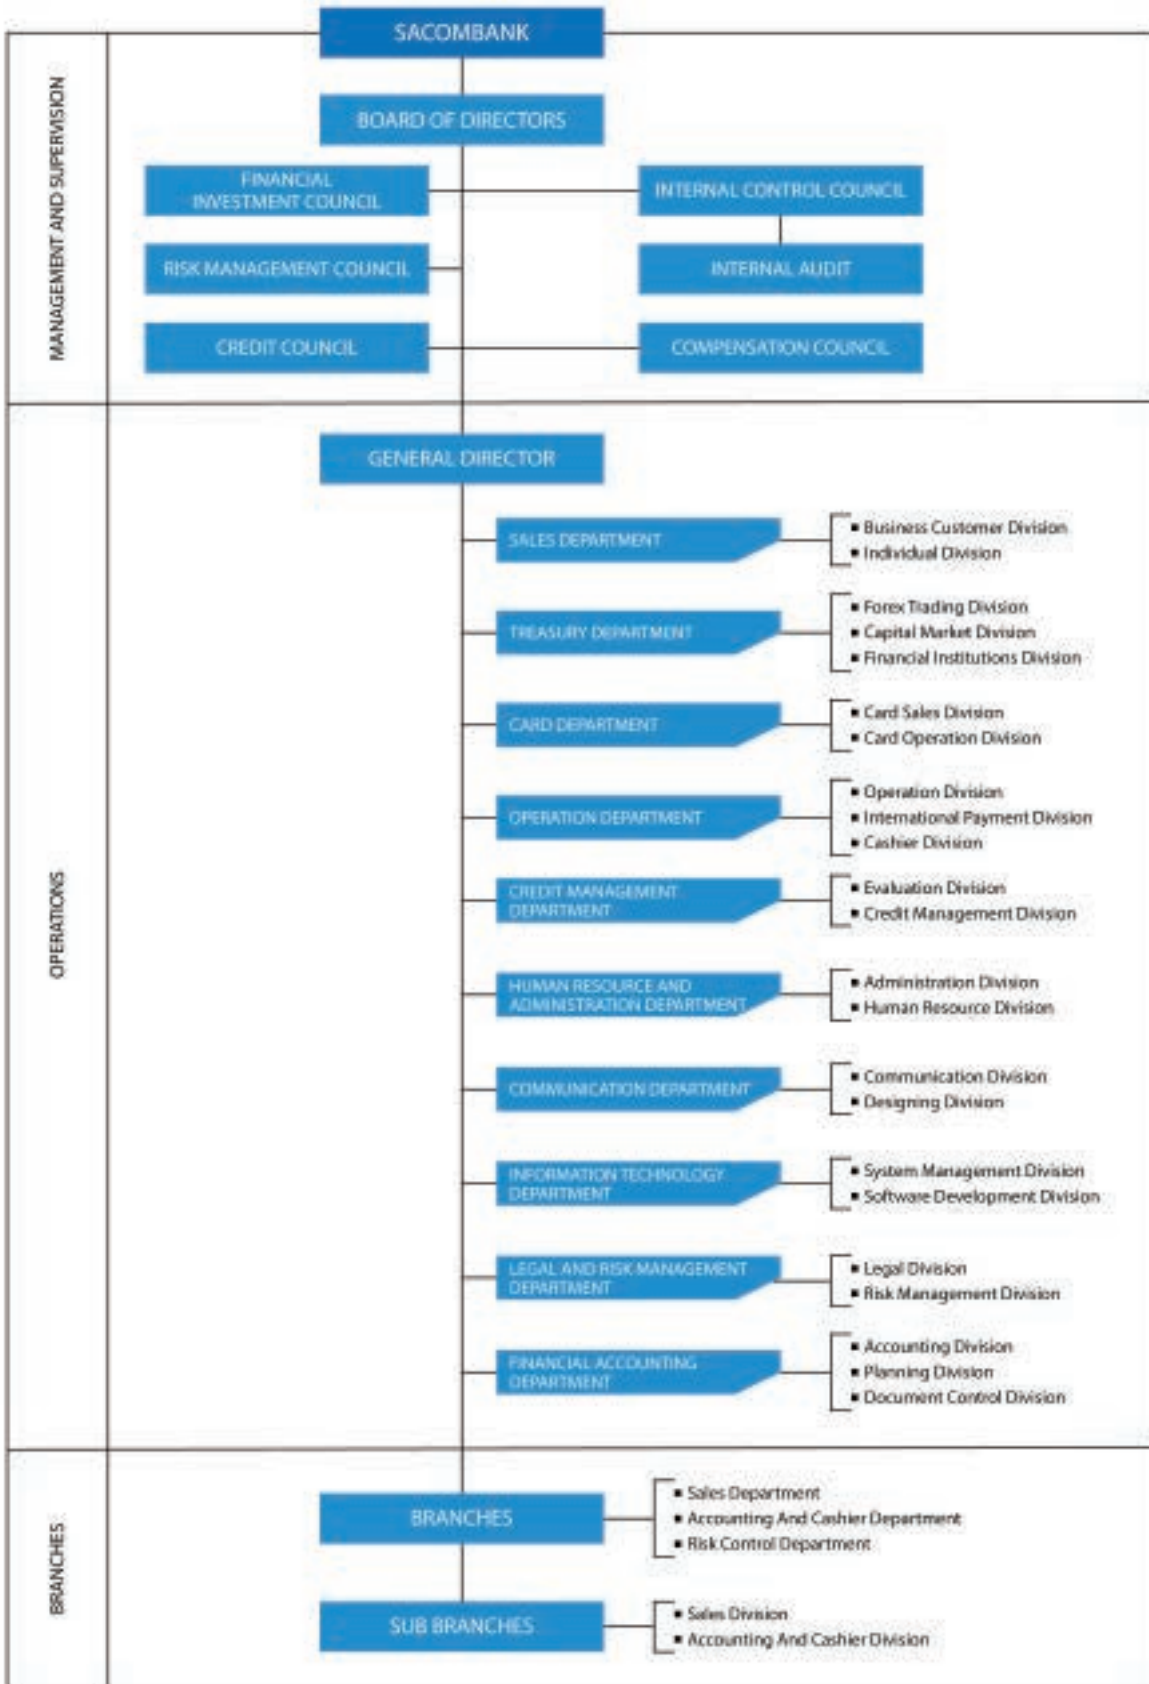 SACOMBANK
MANAGEMENT AND SUPERVISION
BOARD OF DIRECTORS
FINANCIAL
INVESTMENT COUNCIL
INTERNAL CONTROL COUNCIL
RISK MANAGEMENT COUNCIL
INTERNAL AUDIT
CREDIT COUNCIL
COMPENSATION COUNCIL
OPERATIONS
GENERAL DIRECTOR
SALES DEPARTMENT
▪ Business Customer Division
▪ Individual Division
TREASURY DEPARTMENT
▪ Forex Trading Division
▪ Capital Market Division
▪ Financial Institutions Division
CARD DEPARTMENT
▪ Card Sales Division
▪ Card Operation Division
OPERATION DEPARTMENT
▪ Operation Division
▪ International Payment Division
▪ Cashier Division
CREDIT MANAGEMENT
DEPARTMENT
▪ Evaluation Division
▪ Credit Management Division
HUMAN RESOURCE AND
ADMINISTRATION DEPARTMENT
▪ Administration Division
▪ Human Resource Division
COMMUNICATION DEPARTMENT
▪ Communication Division
▪ Designing Division
INFORMATION TECHNOLOGY
DEPARTMENT
▪ System Management Division
▪ Software Development Division
LEGAL AND RISK MANAGEMENT
DEPARTMENT
▪ Legal Division
▪ Risk Management Division
FINANCIAL ACCOUNTING
DEPARTMENT
▪ Accounting Division
▪ Planning Division
▪ Document Control Division
BRANCHES
BRANCHES
▪ Sales Department
▪ Accounting And Cashier Department
▪ Risk Control Department
SUB BRANCHES
▪ Sales Division
▪ Accounting And Cashier Division